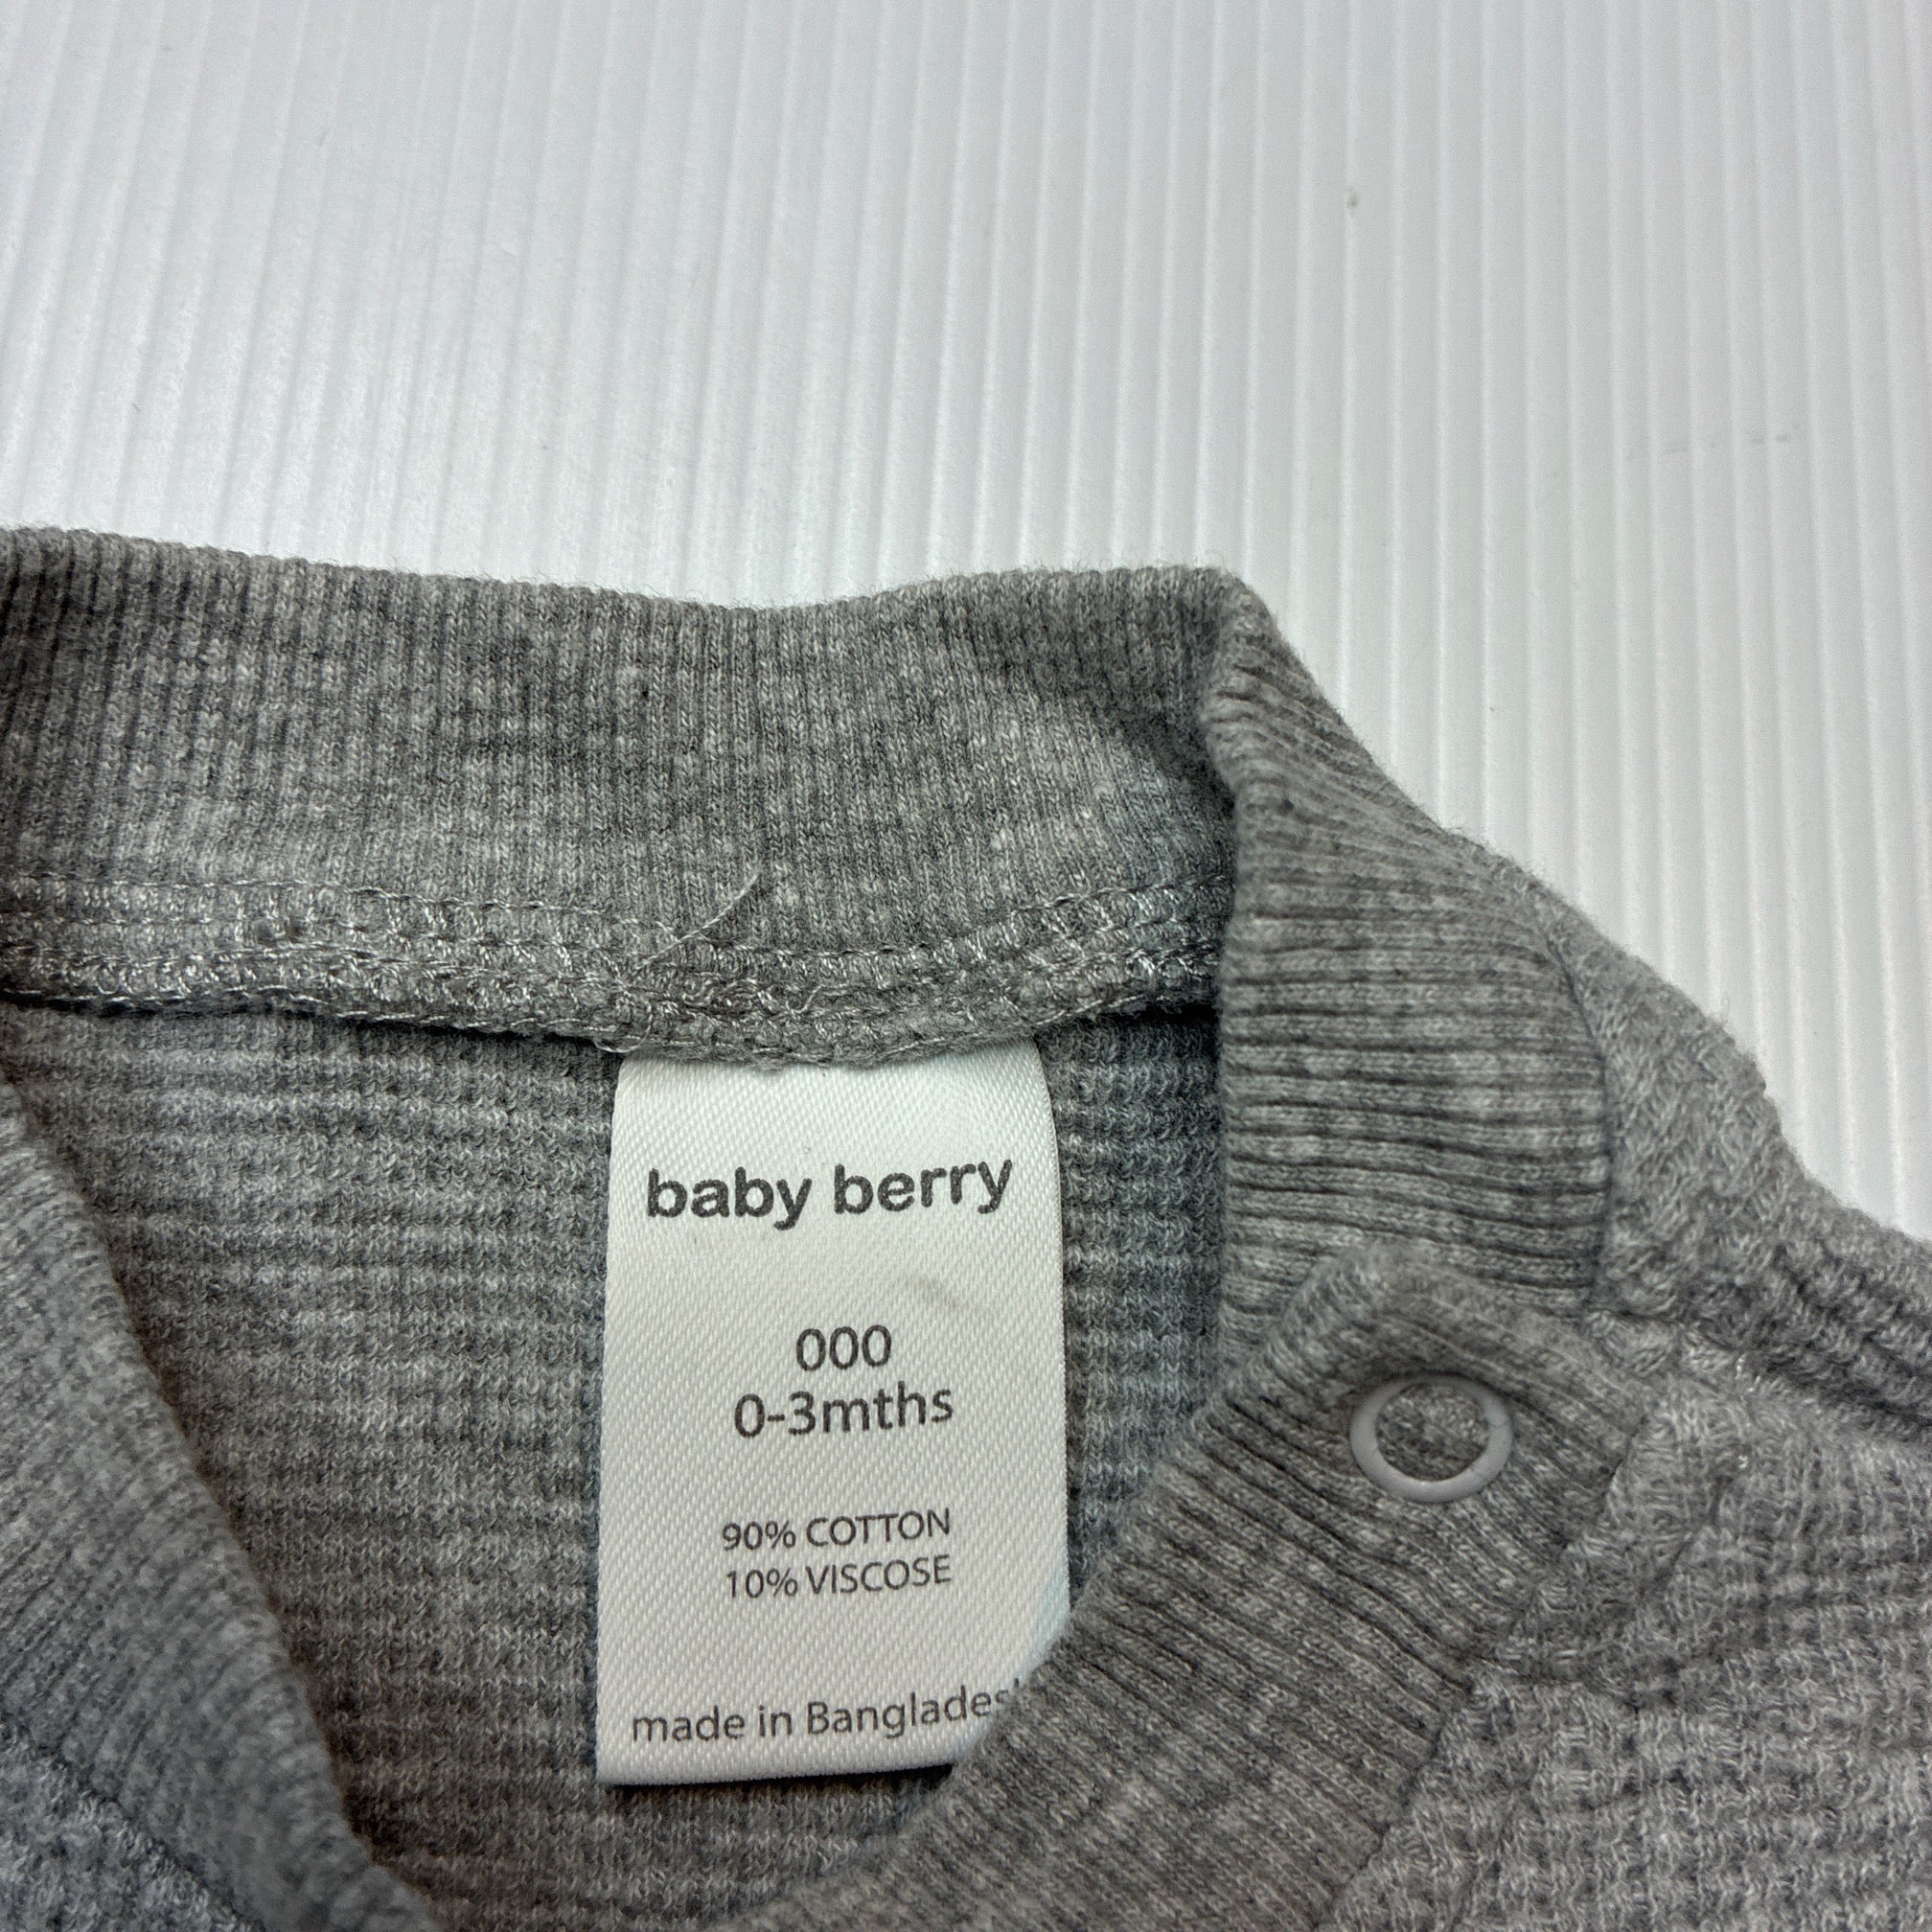 baby berry
000
0-3mths
90% COTTON
10% VISCOSE
made in Banglades